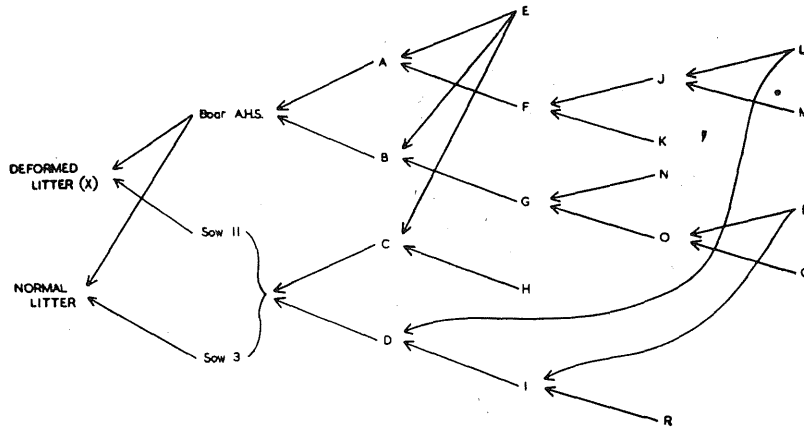 E
L
A
J
Boar A.H.S.
F
M
K
DEFORMED
LITTER (X)
B
N
G
Sow 11
O
C
NORMAL
LITTER
H
Sow 3
D
I
R